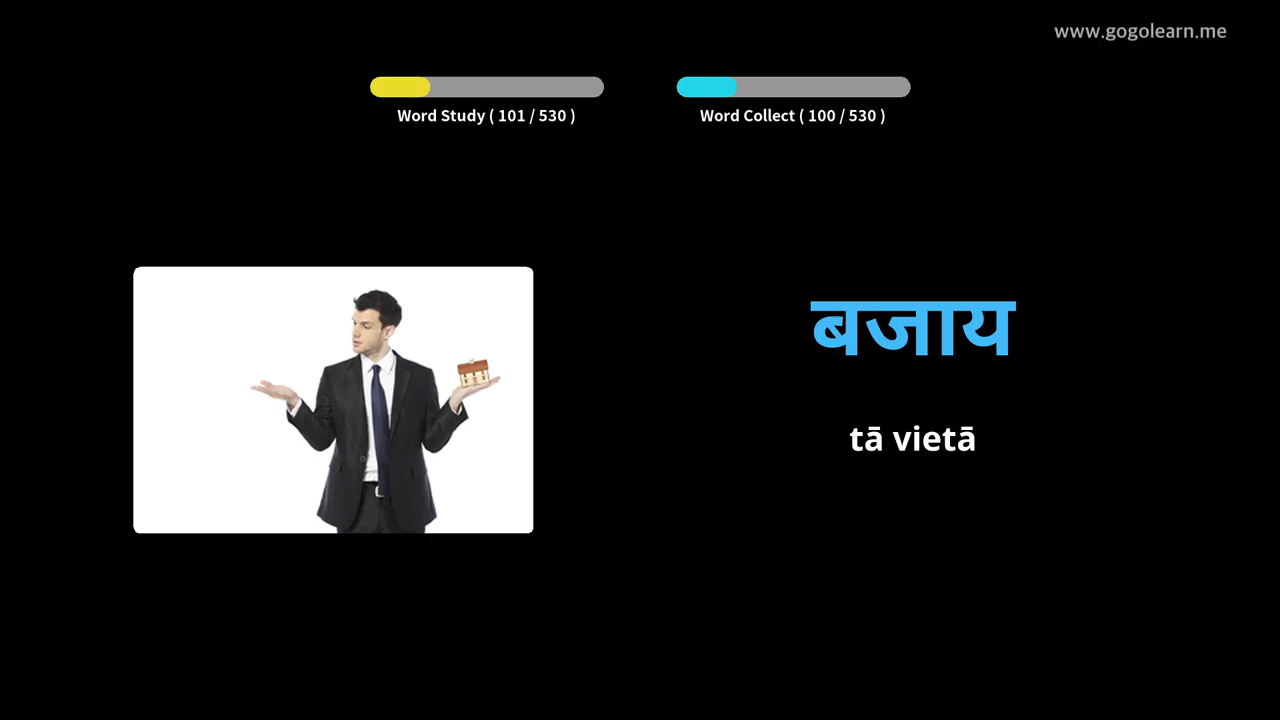 www.gogolearn.me
Word Study ( 101 / 530 )
Word Collect ( 100 / 530 )
बजाय
tā vietā